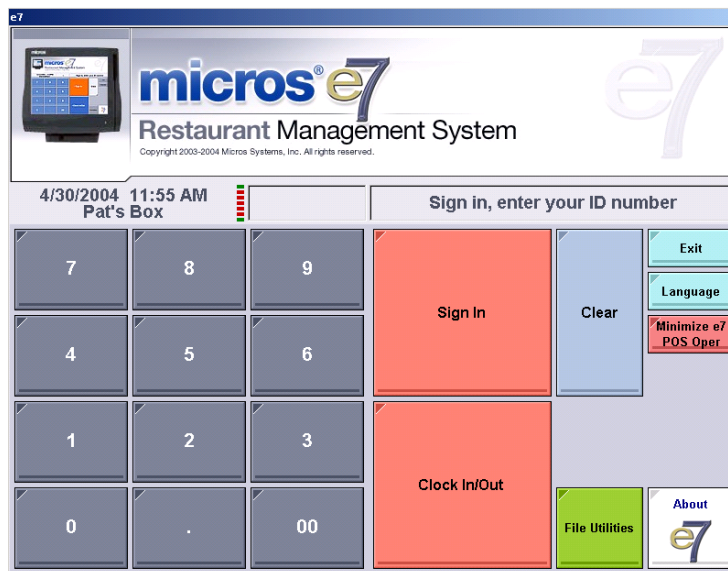 e7
micros® e7
Restaurant Management System
Copyright 2003-2004 Micros Systems, Inc. All rights reserved.
e7
4/30/2004 11:55 AM
Pat's Box
Sign in, enter your ID number
7
8
9
Sign In
Clear
Exit
Language
Minimize e7
POS Oper
4
5
6
1
2
3
Clock In/Out
0
.
00
File Utilities
About
e7